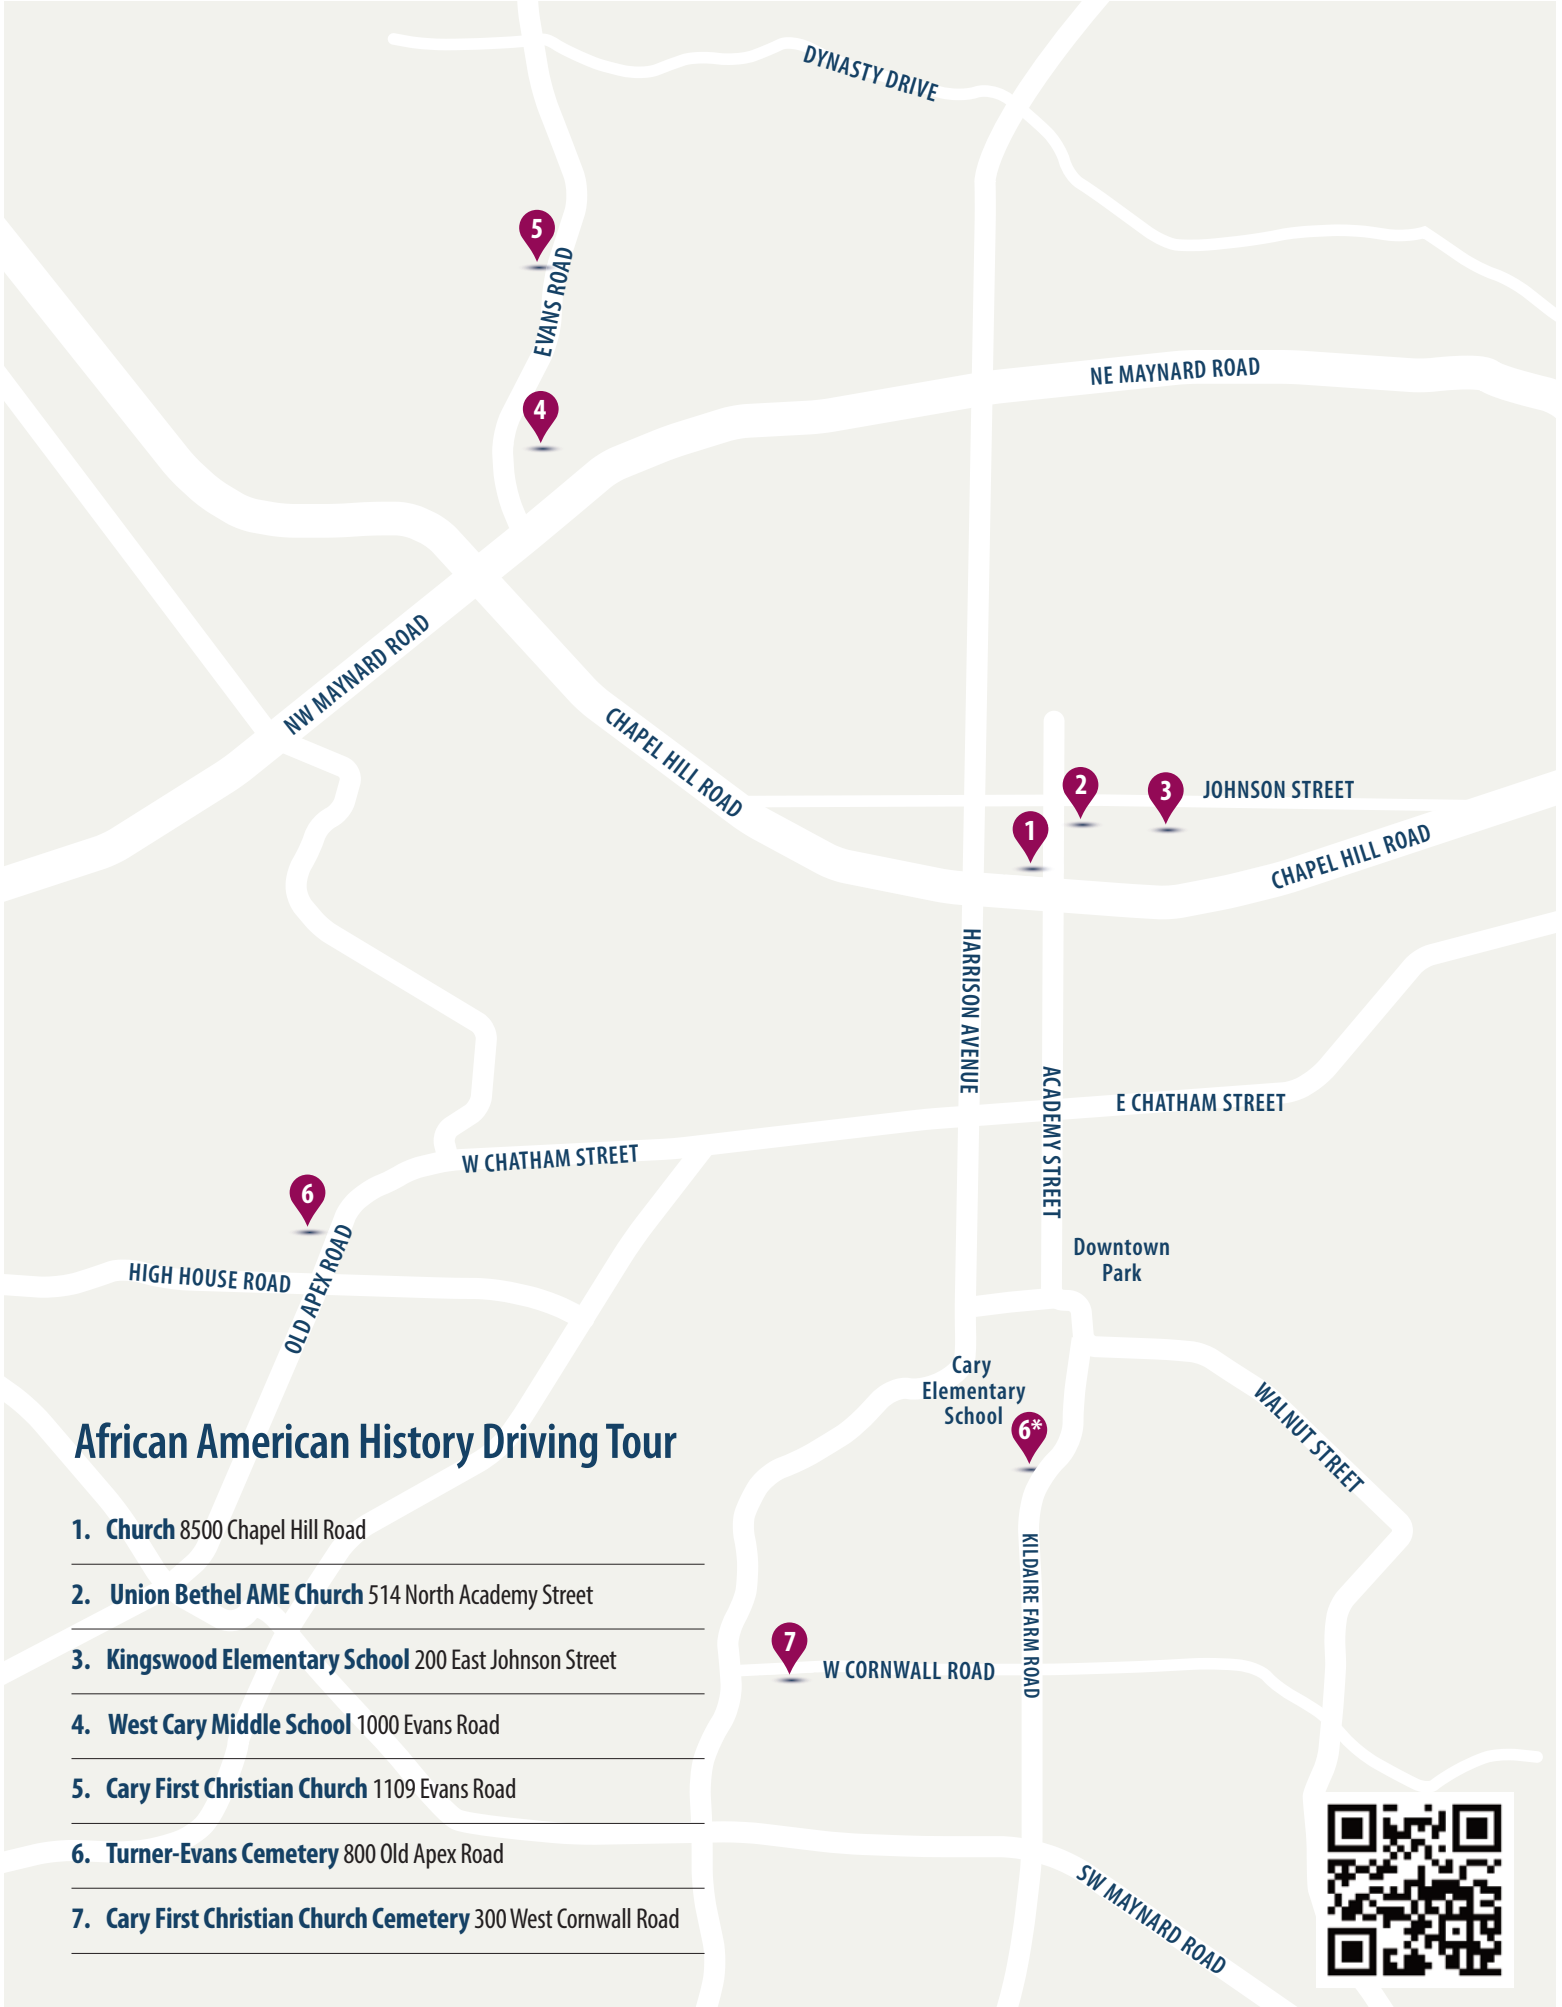 DYNASTY DRIVE
5
EVANS ROAD
4
NE MAYNARD ROAD
NW MAYNARD ROAD
CHAPEL HILL ROAD
2
3
JOHNSON STREET
1
CHAPEL HILL ROAD
HARRISON AVENUE
ACADEMY STREET
E CHATHAM STREET
W CHATHAM STREET
6
HIGH HOUSE ROAD
OLD APEX ROAD
Downtown
Park
Cary
Elementary
School
6*
WALNUT STREET
KILDAIRE FARM ROAD
7
W CORNWALL ROAD
SW MAYNARD ROAD
African American History Driving Tour
1. Church 8500 Chapel Hill Road
2. Union Bethel AME Church 514 North Academy Street
3. Kingswood Elementary School 200 East Johnson Street
4. West Cary Middle School 1000 Evans Road
5. Cary First Christian Church 1109 Evans Road
6. Turner-Evans Cemetery 800 Old Apex Road
7. Cary First Christian Church Cemetery 300 West Cornwall Road